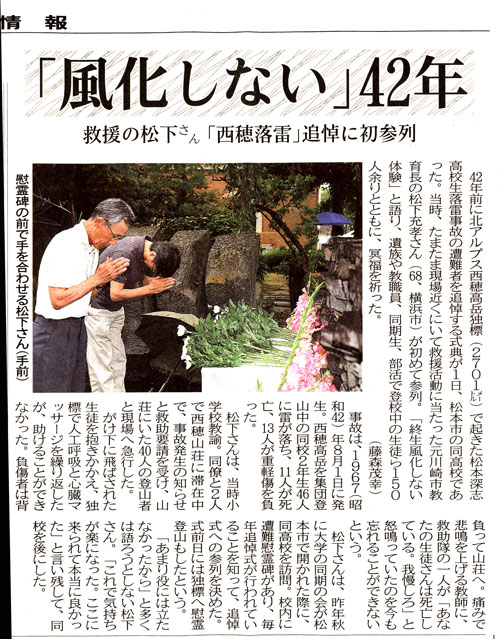 情報
「風化しない」42年
救援の松下さん「西穂落雷」追悼に初参列
慰霊碑の前で手を合わせる松下さん(手前)
42年前に北アルプス西穂高岳独標(2701㍍)で起きた松本深志
高校生落雷事故の遭難者を追悼する式典が1日、松本市の同高校であ
った。当時、たまたま現場近くにいて救援活動に当たった元川崎市教
育長の松下充孝さん(68、横浜市)が初めて参列。「終生風化しない
体験」と語り、遺族や教職員、同期生、部活で登校中の生徒ら150
人余りとともに、冥福を祈った。 (藤森茂幸)
事故は、1967(昭
和42)年8月1日に発
生。西穂高岳を集団登
山中の同校2年生46人
に雷が落ち、11人が死
亡、13人が重軽傷を負
った。
松下さんは、当時小
学校教諭。同僚と2人
で西穂山荘に滞在中
で、事故発生の知らせ
と救助要請を受け、山
荘にいた40人の登山者
と現場へ急行した。
がけ下に飛ばされた
生徒を抱きかかえ、独
標で人工呼吸と心臓マ
ッサージを繰り返した
が、助けることができ
なかった。負傷者は背
負って山荘へ。痛みで
悲鳴を上げる教師に、
救助隊の一人が「あな
たの生徒さんは死亡し
ている。我慢しろ」と
怒鳴っていたのを今も
忘れることができない
という。
松下さんは、昨年秋
に大学の同期の会が松
本市で開かれた際に、
同高校を訪問。校内に
遭難慰霊碑があり、毎
年追悼式が行われてい
ることを知って、追悼
式への参列を決めた。
式前日には独標へ慰霊
登山もしたという。
「あまり役には立た
なかったから」と多く
は語ろうとしない松下
さん。「これで気持ち
が楽になった。ここに
来られて本当に良かっ
た」と言い残して、同
校を後にした。